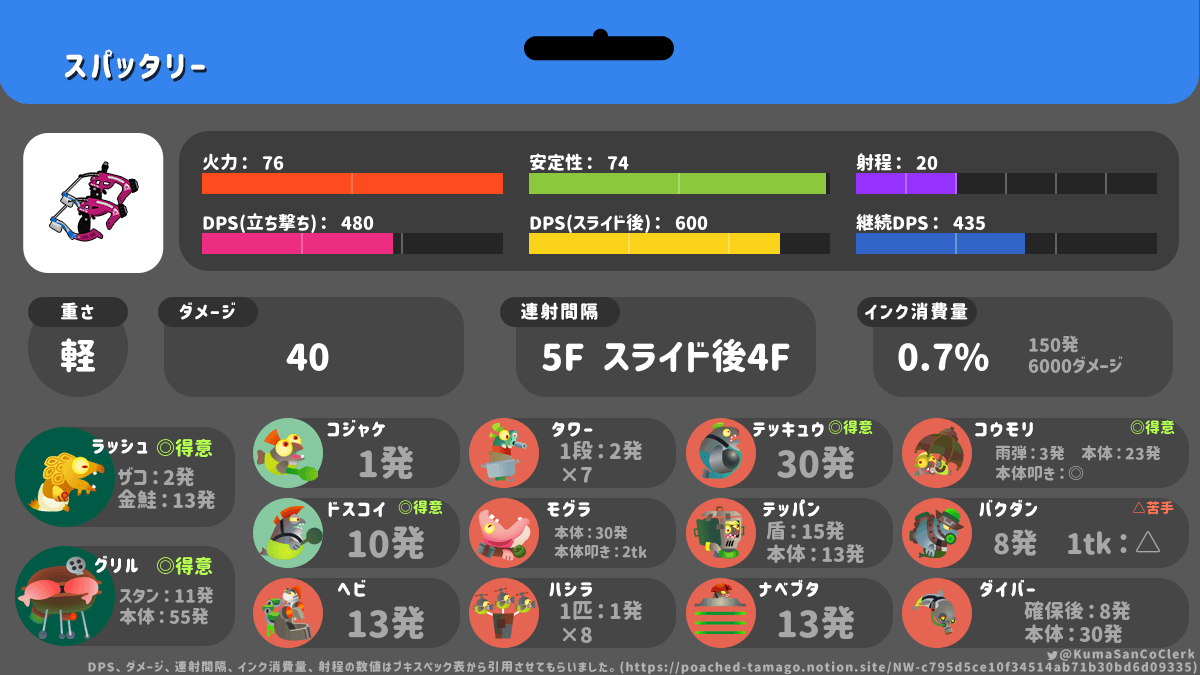 スパッタリー
火力： 76
安定性： 74
射程： 20
DPS(立ち撃ち)： 480
DPS(スライド後)： 600
継続DPS： 435
重さ
軽
ダメージ
40
連射間隔
5F スライド後4F
インク消費量
0.7%
150発
6000ダメージ
ラッシュ ◎得意
ザコ：2発
金鮭：13発
グリル ◎得意
スタン：11発
本体：55発
コジャケ
1発
タワー
1段：2発
×7
テッキュウ ◎得意
30発
コウモリ ◎得意
雨弾：3発 本体：23発
本体叩き：◎
ドスコイ ◎得意
10発
モグラ
本体：30発
本体叩き：2tk
テッパン
盾：15発
本体：13発
バクダン △苦手
8発 1tk：△
ヘビ
13発
ハシラ
1匹：1発
×8
ナベブタ
13発
ダイバー
確保後：8発
本体：30発
DPS、ダメージ、連射間隔、インク消費量、射程の数値はブキスペック表から引用させてもらいました。(https://poached-tamago.notion.site/NW-c795d5ce10f34514ab71b30bd6d09335)
@KumaSanCoClerk